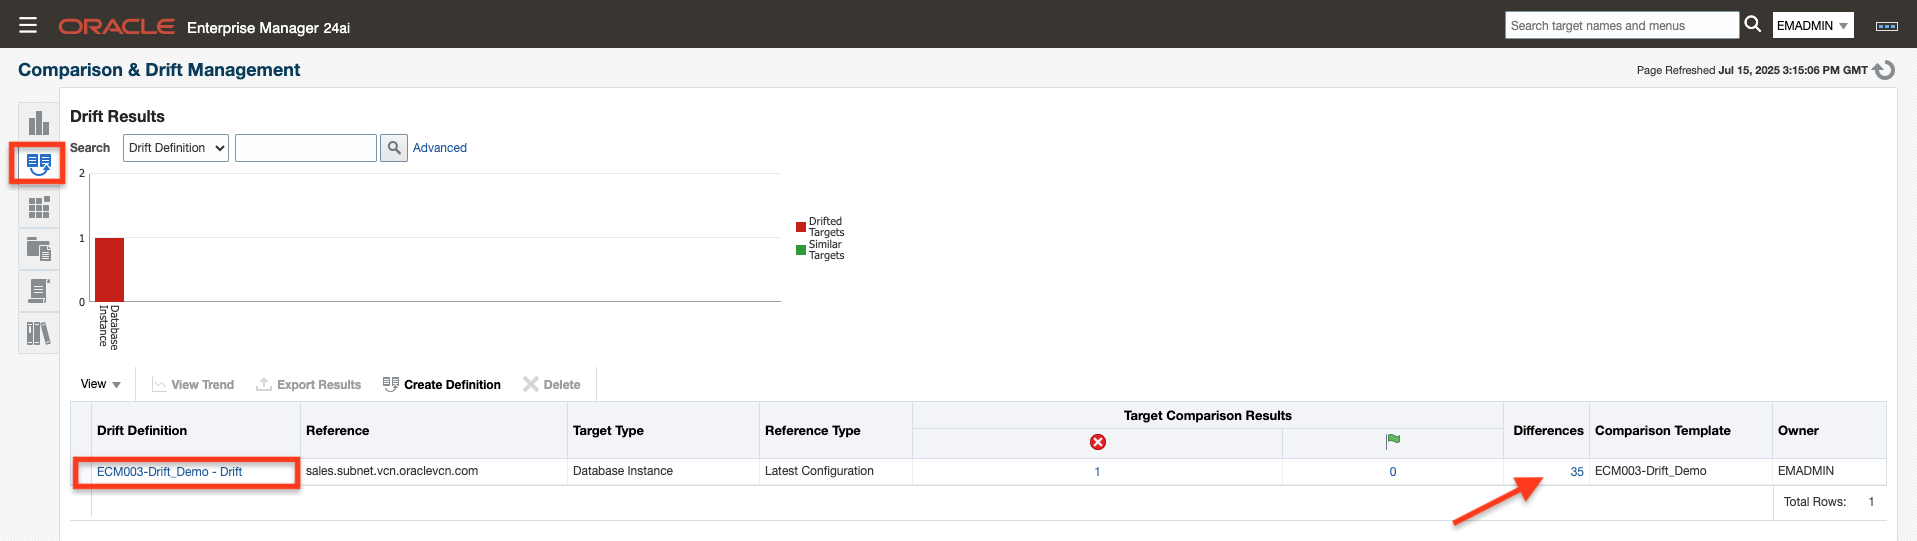 ORACLE Enterprise Manager 24ai
Search target names and menus
EMADMIN
Comparison & Drift Management
Page Refreshed Jul 15, 2025 3:15:06 PM GMT
Drift Results
Search Drift Definition Advanced
2
1
0
Database Instance
Drifted
Targets
Similar
Targets
View View Trend Export Results Create Definition Delete
Drift Definition Reference Target Type Reference Type Target Comparison Results Differences Comparison Template Owner
ECM003-Drift_Demo - Drift sales.subnet.vcn.oraclevcn.com Database Instance Latest Configuration 1 0 35 ECM003-Drift_Demo EMADMIN
Total Rows: 1